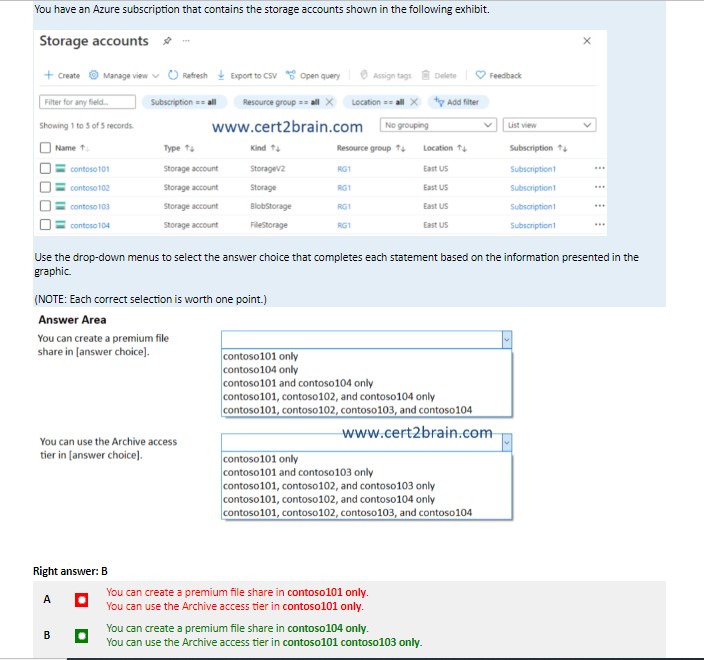 You have an Azure subscription that contains the storage accounts shown in the following exhibit.
Storage accounts
Create Manage view Refresh Export to CSV Open query Assign tags Delete Feedback
Filter for any field... Subscription == all Resource group == all Location == all Add filter
Showing 1 to 5 of 5 records. www.cert2brain.com No grouping List view
Name Type Kind Resource group Location Subscription
contoso101 Storage account StorageV2 RG1 East US Subscription1
contoso102 Storage account Storage RG1 East US Subscription1
contoso103 Storage account BlobStorage RG1 East US Subscription1
contoso104 Storage account FileStorage RG1 East US Subscription1
Use the drop-down menus to select the answer choice that completes each statement based on the information presented in the
graphic.
(NOTE: Each correct selection is worth one point.)
Answer Area
You can create a premium file
share in [answer choice].
contoso101 only
contoso104 only
contoso101 and contoso104 only
contoso101, contoso102, and contoso104 only
contoso101, contoso102, contoso103, and contoso104
www.cert2brain.com
You can use the Archive access
tier in [answer choice].
contoso101 only
contoso101 and contoso103 only
contoso101, contoso102, and contoso103 only
contoso101, contoso102, and contoso104 only
contoso101, contoso102, contoso103, and contoso104
Right answer: B
A You can create a premium file share in contoso101 only.
You can use the Archive access tier in contoso101 only.
B You can create a premium file share in contoso104 only.
You can use the Archive access tier in contoso101 contoso103 only.